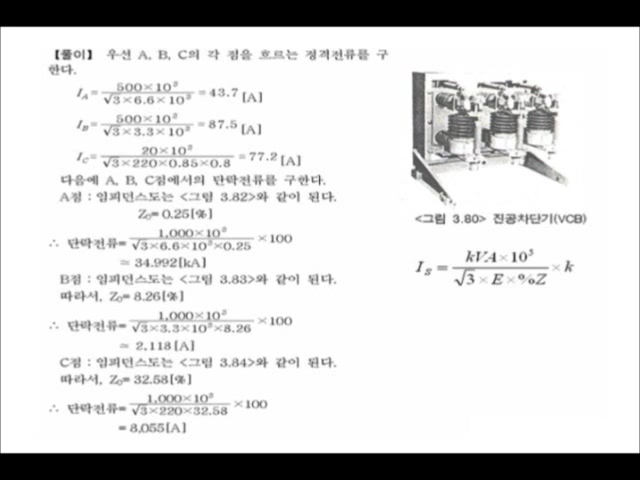 【풀이】 우선 A, B, C의 각 점을 흐르는 정격전류를 구
한다.
I_A = 500×10³ / √3×6.6×10³ = 43.7 [A]
I_B = 500×10³ / √3×3.3×10³ = 87.5 [A]
I_C = 20×10³ / √3×220×0.85×0.8 = 77.2 [A]
다음에 A, B, C점에서의 단락전류를 구한다.
A점 : 임피던스도는 <그림 3.82>와 같이 된다.
Z₀= 0.25[%]
∴ 단락전류= 1,000×10³ / √3×6.6×10³×0.25 ×100
≃ 34.992[kA]
B점 : 임피던스도는 <그림 3.83>와 같이 된다.
따라서, Z₀= 8.26[%]
∴ 단락전류= 1,000×10³ / √3×3.3×10³×8.26 ×100
≃ 2,118[A]
C점 : 임피던스도는 <그림 3.84>와 같이 된다.
따라서, Z₀= 32.58[%]
∴ 단락전류= 1,000×10³ / √3×220×32.58 ×100
= 8,055[A]
<그림 3.80> 진공차단기(VCB)
I_S = kVA×10⁵ / √3×E×%Z ×k